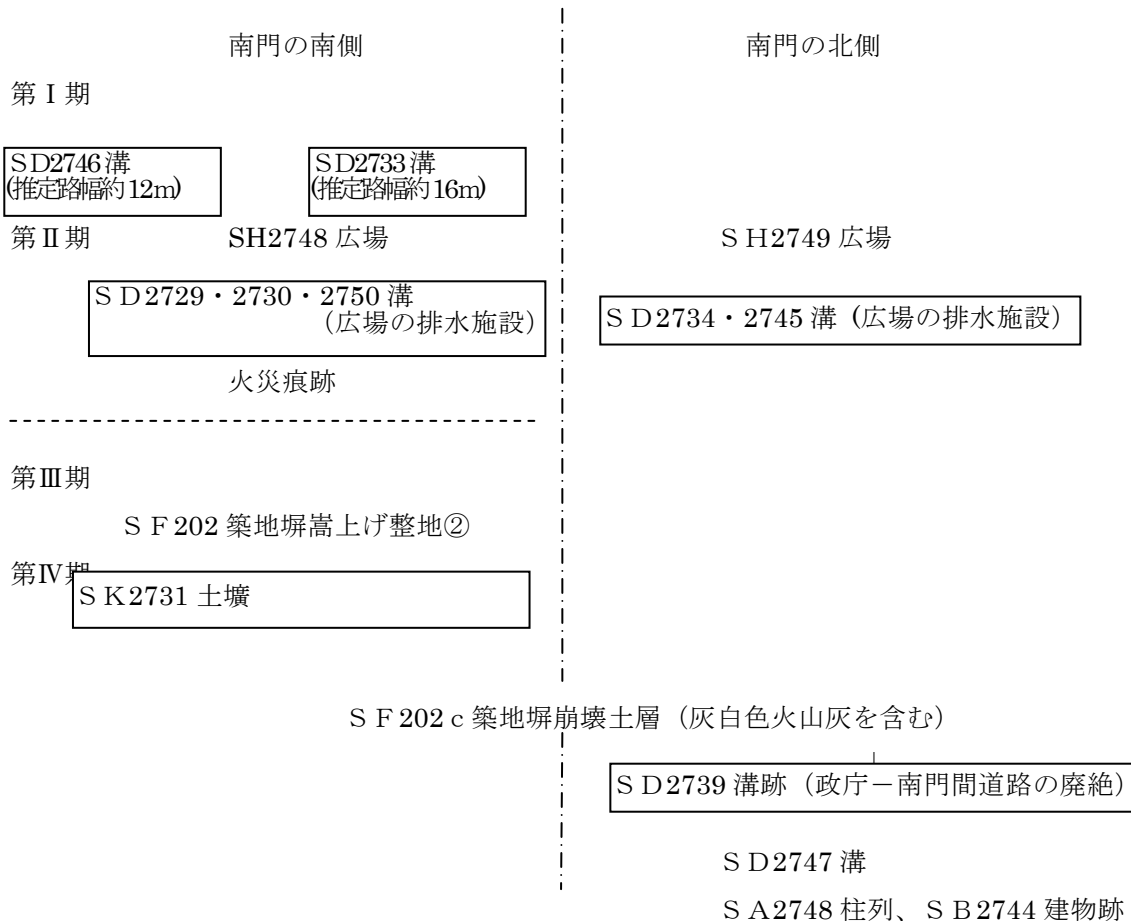 南門の南側
南門の北側
第Ⅰ期
ＳD2746溝
(推定路幅約12m)
ＳD2733溝
(推定路幅約16m)
第Ⅱ期
SH2748広場
ＳＨ2749広場
ＳＤ2729・2730・2750溝
（広場の排水施設）
ＳＤ2734・2745溝（広場の排水施設）
火災痕跡
第Ⅲ期
ＳＦ202築地塀嵩上げ整地②
第Ⅳ期
ＳＫ2731土壙
ＳＦ202ｃ築地塀崩壊土層（灰白色火山灰を含む）
ＳＤ2739溝跡（政庁－南門間道路の廃絶）
ＳＤ2747溝
ＳＡ2748柱列、ＳＢ2744建物跡